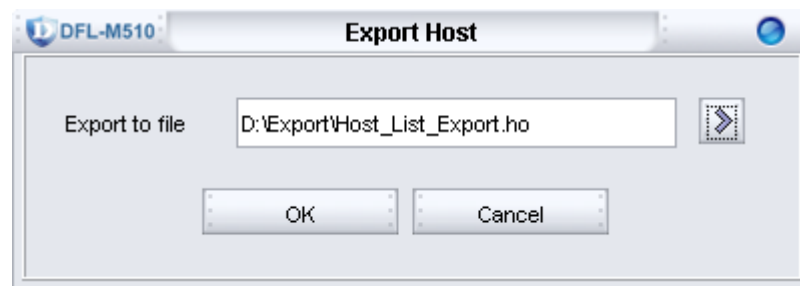 DFL-M510 Export Host
Export to file D:\Export\Host_List_Export.ho
OK Cancel